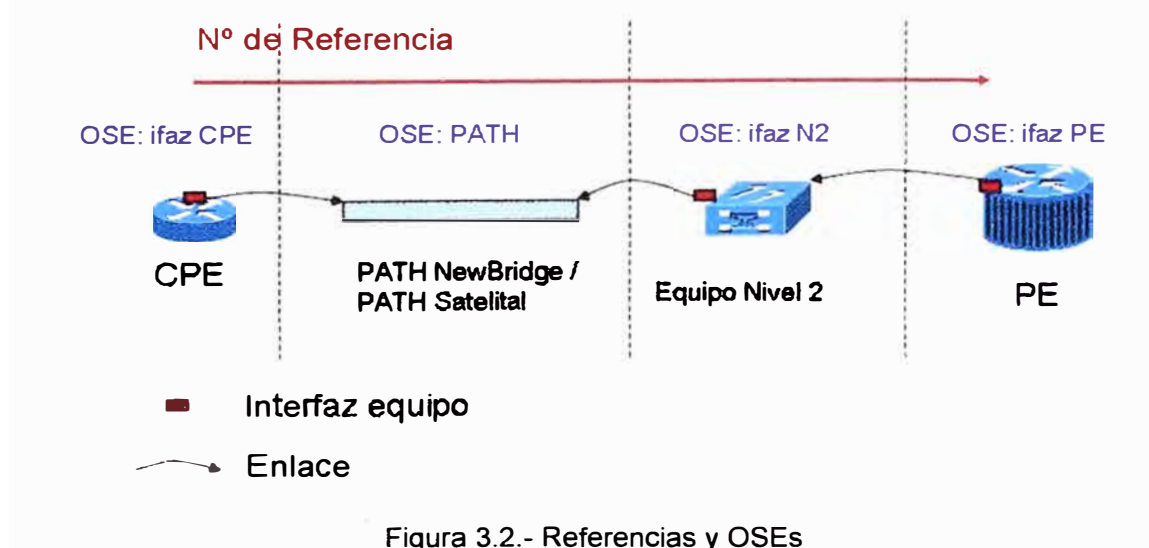 Nº de Referencia
OSE: ifaz CPE
OSE: PATH
OSE: ifaz N2
OSE: ifaz PE
CPE
PATH NewBridge /
PATH Satelital
Equipo Nivel 2
PE
Interfaz equipo
Enlace
Figura 3.2.- Referencias y OSEs